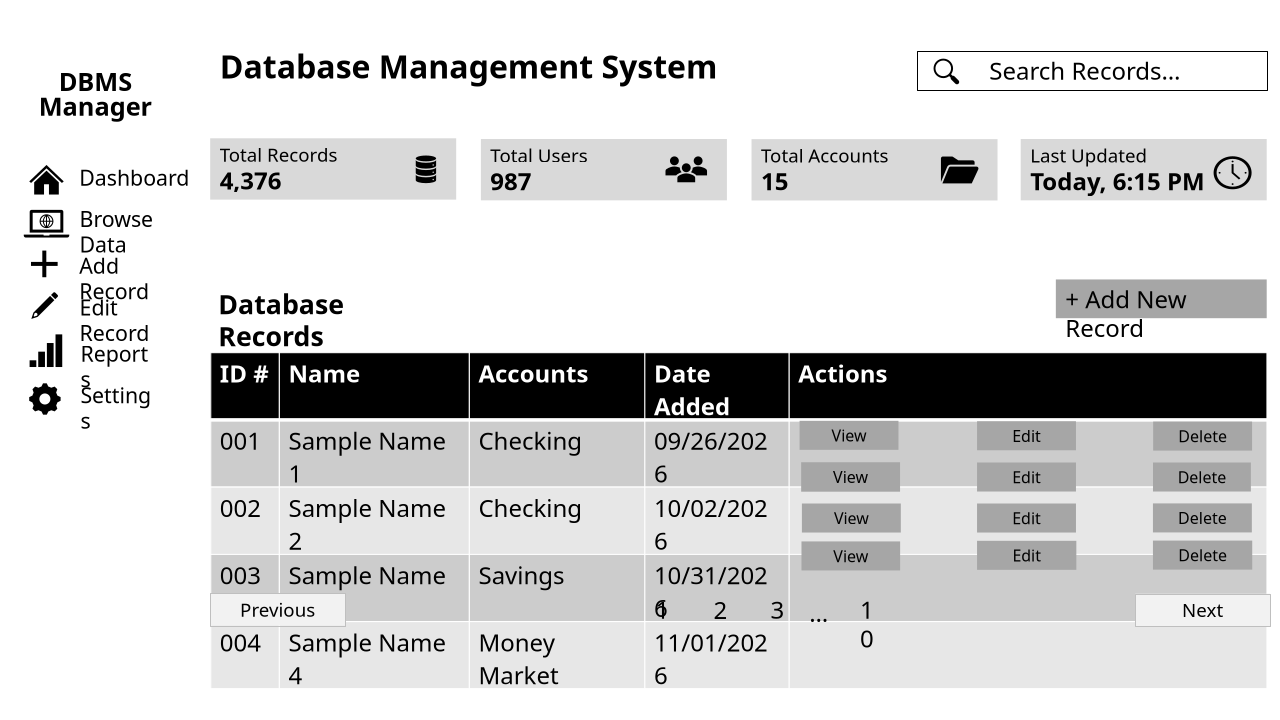 DBMS
Manager
Database Management System
Search Records...
Dashboard
Browse
Data
Add
Record
Edit
Record
Report
s
Setting
s
Total Records
4,376
Total Users
987
Total Accounts
15
Last Updated
Today, 6:15 PM
Database
Records
+ Add New
Record
ID #
Name
Accounts
Date
Added
Actions
001
Sample Name
1
Checking
09/26/202
6
View
Edit
Delete
002
Sample Name
2
Checking
10/02/202
6
View
Edit
Delete
003
Sample Name
Savings
10/31/202
6
View
Edit
Delete
004
Sample Name
4
Money
Market
11/01/202
6
View
Edit
Delete
Previous
1
2
3
...
1
0
Next